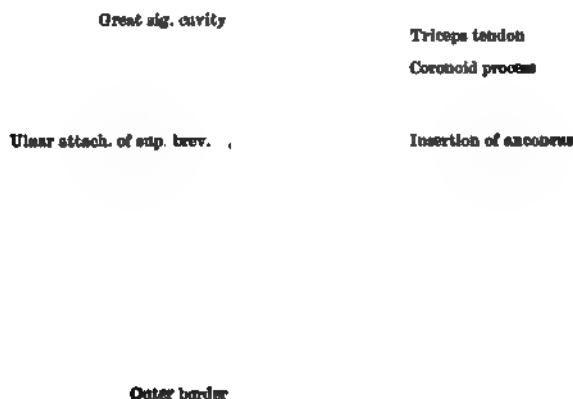 Great sig. cavity
Triceps tendon
Coronoid process
Ulnar attach. of sup. brev.
Insertion of anconeus
Outer border